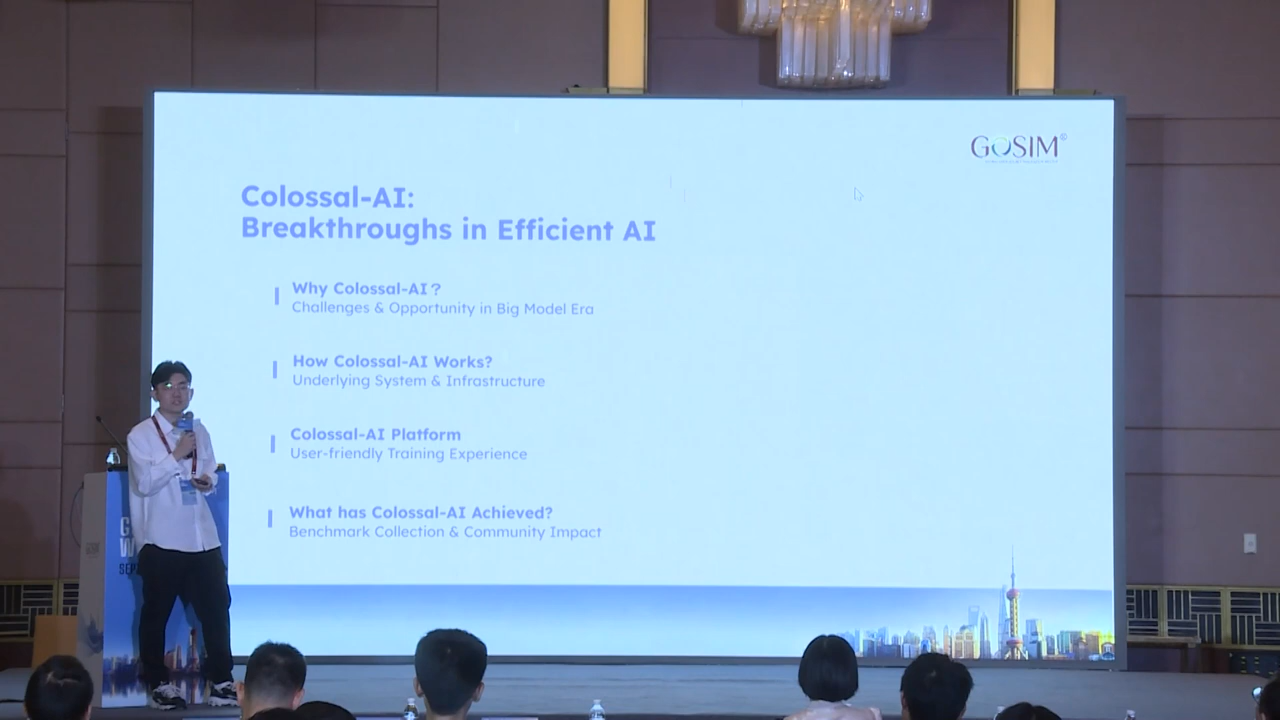 GOSIM
Colossal-AI:
Breakthroughs in Efficient AI
Why Colossal-AI?
Challenges & Opportunity in Big Model Era
How Colossal-AI Works?
Underlying System & Infrastructure
Colossal-AI Platform
User-friendly Training Experience
What has Colossal-AI Achieved?
Benchmark Collection & Community Impact